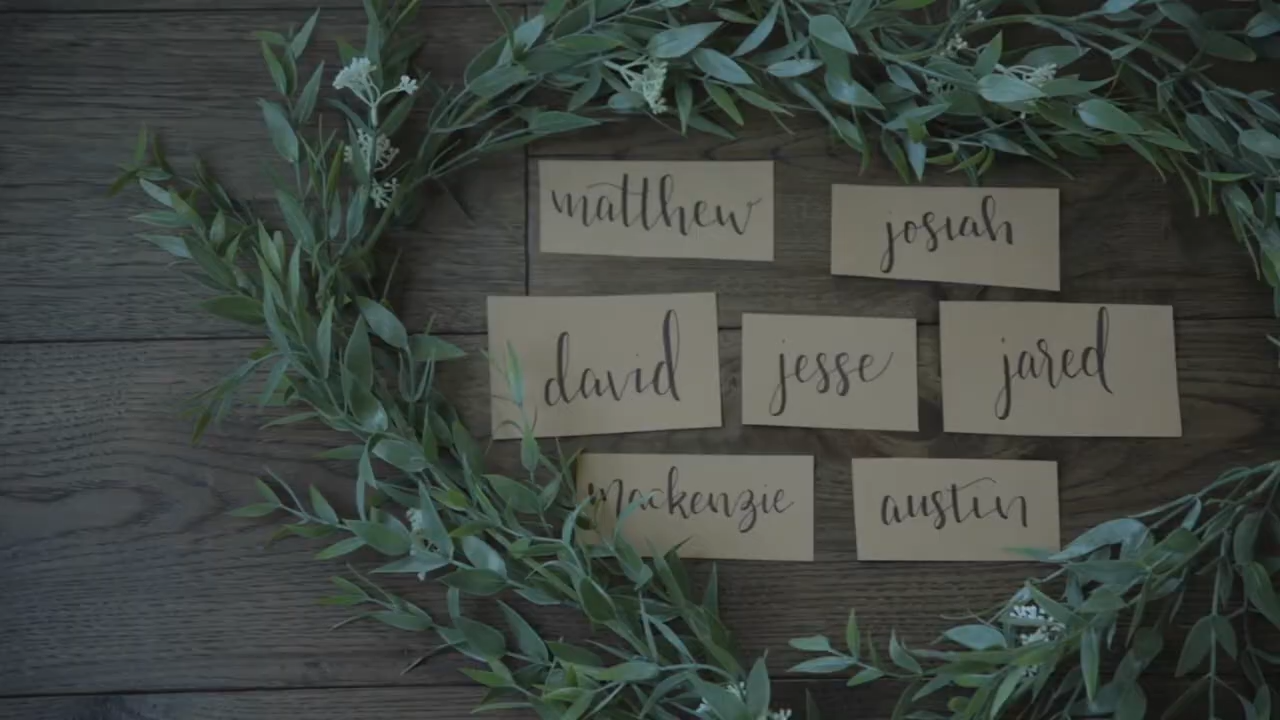 matthew
josiah
david
jesse
jared
mackenzie
austin